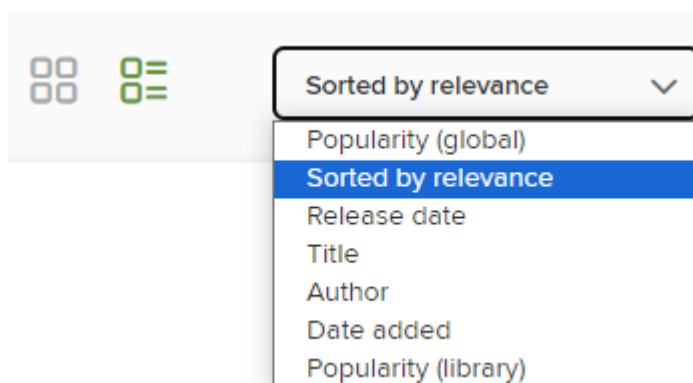 Sorted by relevance
Popularity (global)
Sorted by relevance
Release date
Title
Author
Date added
Popularity (library)